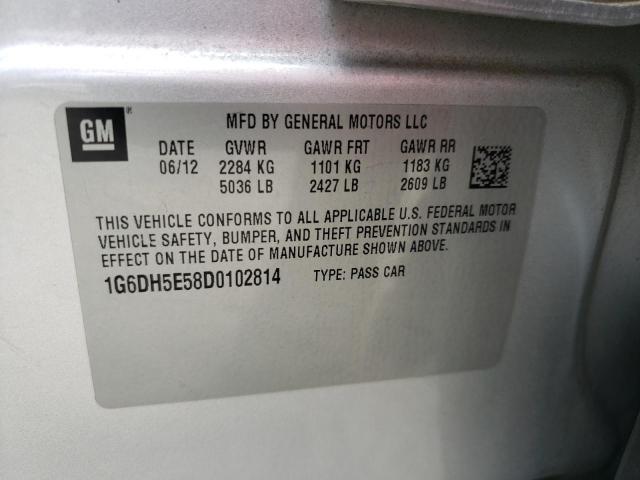 GM ®
MFD BY GENERAL MOTORS LLC
DATE GVWR GAWR FRT GAWR RR
06/12 2284 KG 1101 KG 1183 KG
5036 LB 2427 LB 2609 LB
THIS VEHICLE CONFORMS TO ALL APPLICABLE U.S. FEDERAL MOTOR
VEHICLE SAFETY, BUMPER, AND THEFT PREVENTION STANDARDS IN
EFFECT ON THE DATE OF MANUFACTURE SHOWN ABOVE.
1G6DH5E58D0102814 TYPE: PASS CAR